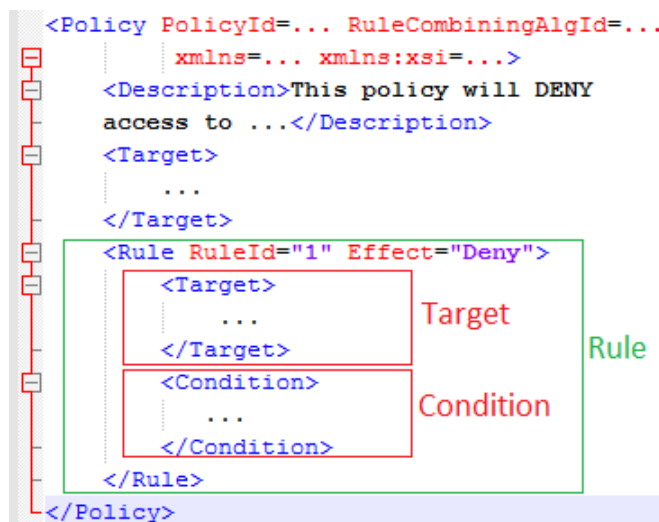 <Policy PolicyId=... RuleCombiningAlgId=...
xmlns=... xmlns:xsi=...>
<Description>This policy will DENY
access to ...</Description>
<Target>
...
</Target>
<Rule RuleId="1" Effect="Deny">
<Target>
...
</Target>
Target
Rule
<Condition>
...
</Condition>
Condition
</Rule>
</Policy>